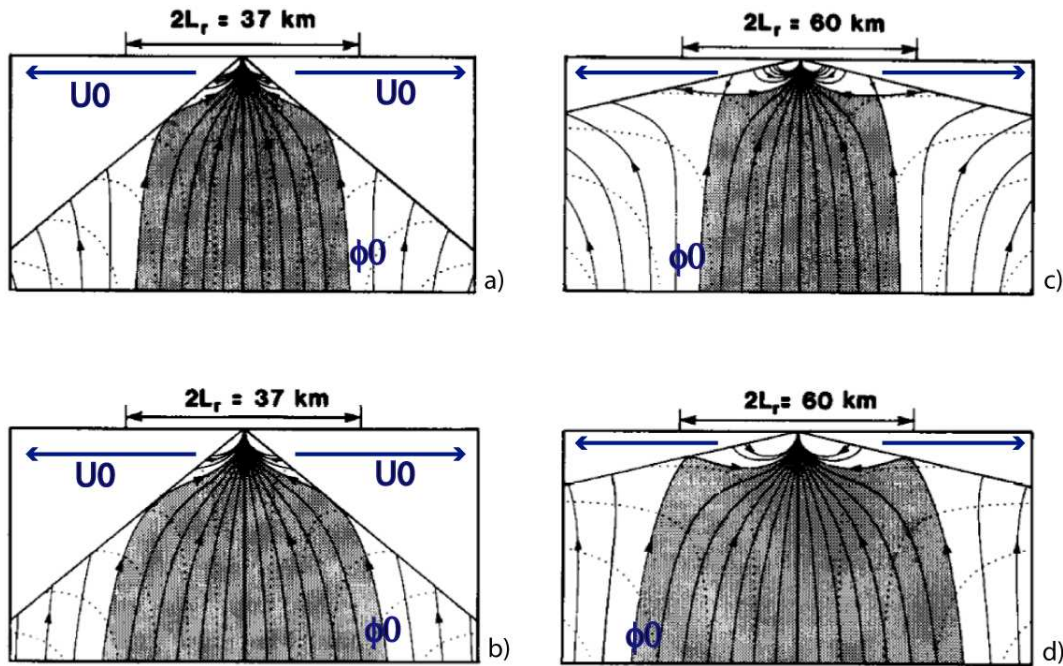 2Lᵣ = 37 km
U0 U0
ϕ0
a)
2Lᵣ = 60 km
ϕ0
c)
2Lᵣ = 37 km
U0 U0
ϕ0
b)
2Lᵣ= 60 km
ϕ0
d)